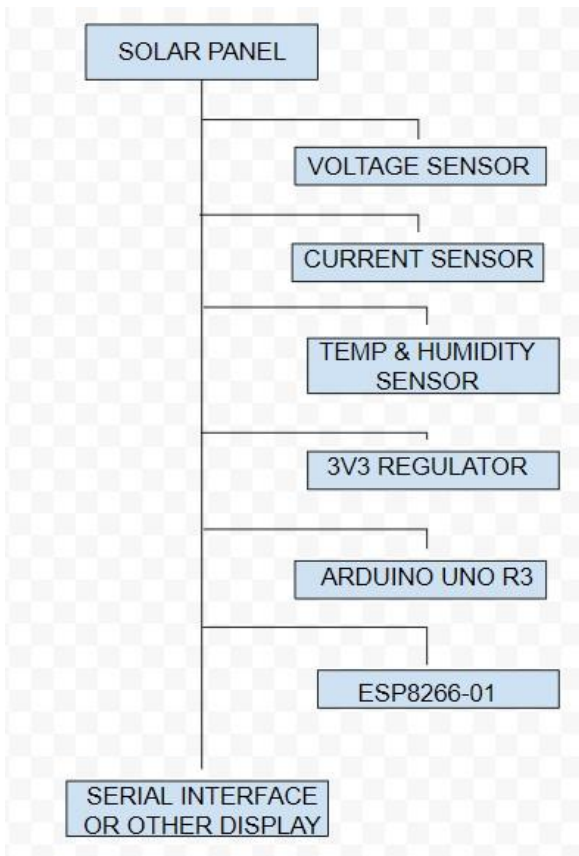 SOLAR PANEL
VOLTAGE SENSOR
CURRENT SENSOR
TEMP & HUMIDITY
SENSOR
3V3 REGULATOR
ARDUINO UNO R3
ESP8266-01
SERIAL INTERFACE
OR OTHER DISPLAY